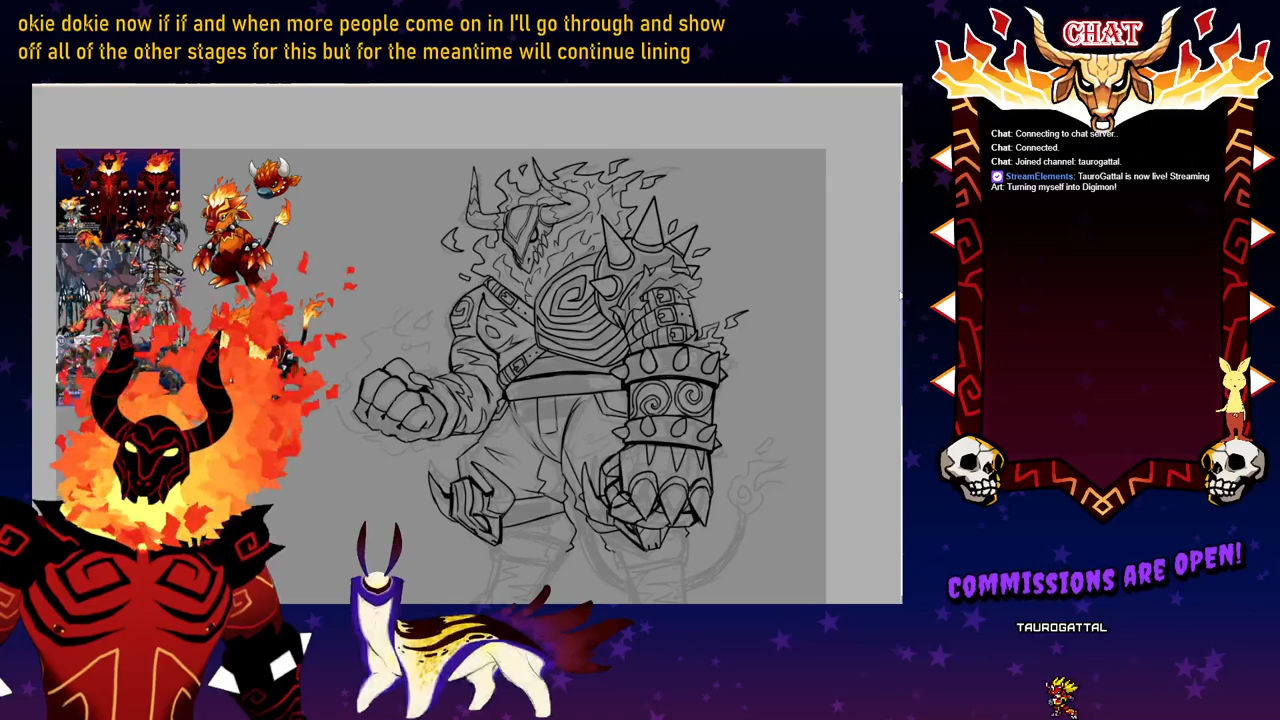 okie dokie now if if and when more people come on in I'll go through and show
off all of the other stages for this but for the meantime will continue lining
CHAT
Chat: Connecting to chat server..
Chat: Connected.
Chat: Joined channel: taurogattal.
StreamElements: TauroGattal is now live! Streaming
Art: Turning myself into Digimon!
COMMISSIONS ARE OPEN!
TAUROGATTAL